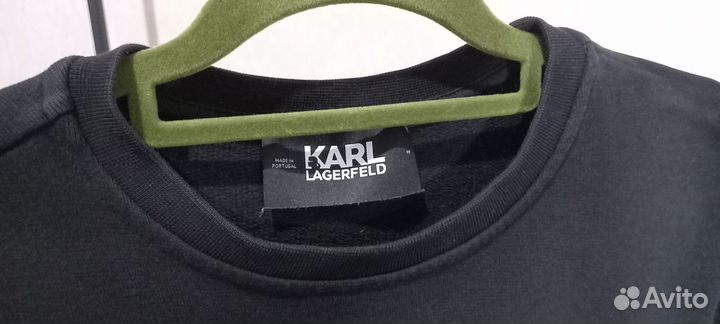 MADE IN
PORTUGAL
KARL
LAGERFELD
M
Avito